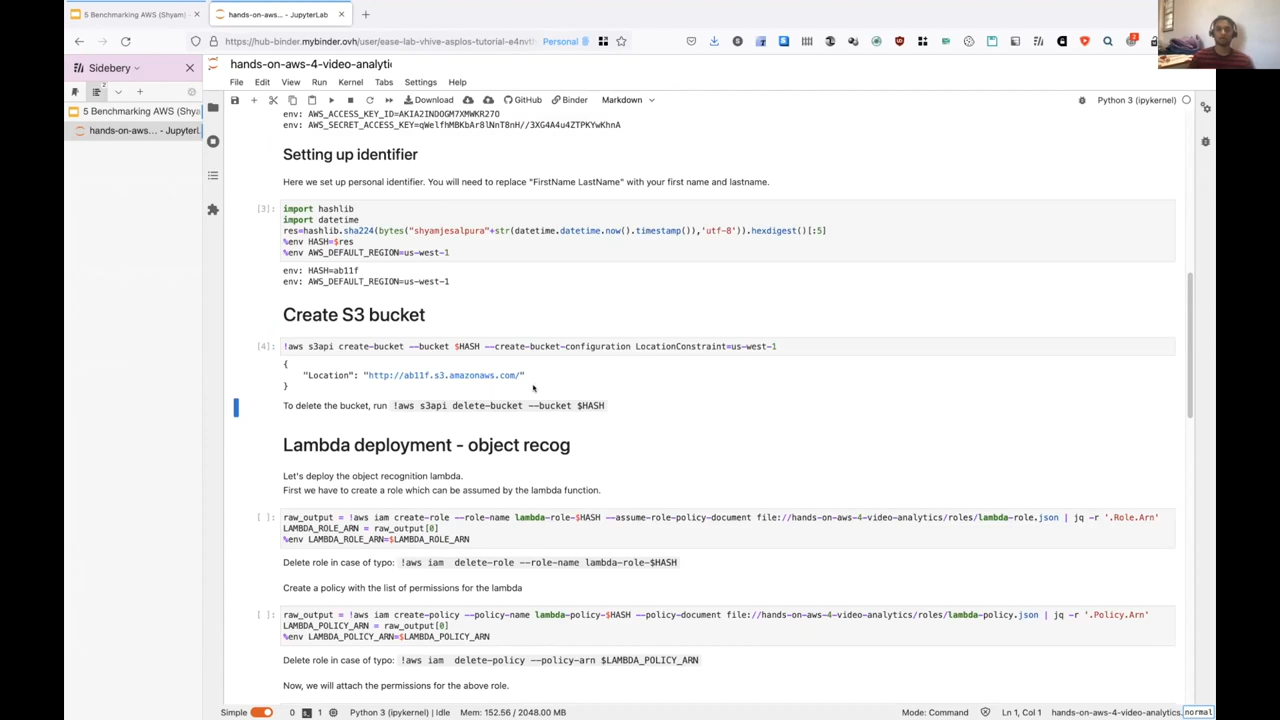 5 Benchmarking AWS (Shyam)
hands-on-aws... - JupyterLab
https://hub-binder.mybinder.ovh/user/ease-lab-vhive-asplos-tutorial-e4nvth
Personal
2
Sidebery
5 Benchmarking AWS (Shya
hands-on-aws... - JupyterL
hands-on-aws-4-video-analytic
File Edit View Run Kernel Tabs Settings Help
Download GitHub Binder Markdown Python 3 (ipykernel)
env: AWS_ACCESS_KEY_ID=AKIA2INDOGM7XMWKR27O
env: AWS_SECRET_ACCESS_KEY=qWelfhMBKbAr8lNnT8nH//3XG4A4u4ZTPKYwKhnA
Setting up identifier
Here we set up personal identifier. You will need to replace "FirstName LastName" with your first name and lastname.
[3]: import hashlib
import datetime
res=hashlib.sha224(bytes("shyamjesalpura"+str(datetime.datetime.now().timestamp()),'utf-8')).hexdigest()[:5]
%env HASH=$res
%env AWS_DEFAULT_REGION=us-west-1
env: HASH=ab11f
env: AWS_DEFAULT_REGION=us-west-1
Create S3 bucket
[4]: !aws s3api create-bucket --bucket $HASH --create-bucket-configuration LocationConstraint=us-west-1
{
"Location": "http://ab11f.s3.amazonaws.com/"
}
To delete the bucket, run !aws s3api delete-bucket --bucket $HASH
Lambda deployment - object recog
Let's deploy the object recognition lambda.
First we have to create a role which can be assumed by the lambda function.
[ ]: raw_output = !aws iam create-role --role-name lambda-role-$HASH --assume-role-policy-document file://hands-on-aws-4-video-analytics/roles/lambda-role.json | jq -r '.Role.Arn'
LAMBDA_ROLE_ARN = raw_output[0]
%env LAMBDA_ROLE_ARN=$LAMBDA_ROLE_ARN
Delete role in case of typo: !aws iam delete-role --role-name lambda-role-$HASH
Create a policy with the list of permissions for the lambda
[ ]: raw_output = !aws iam create-policy --policy-name lambda-policy-$HASH --policy-document file://hands-on-aws-4-video-analytics/roles/lambda-policy.json | jq -r '.Policy.Arn'
LAMBDA_POLICY_ARN = raw_output[0]
%env LAMBDA_POLICY_ARN=$LAMBDA_POLICY_ARN
Delete role in case of typo: !aws iam delete-policy --policy-arn $LAMBDA_POLICY_ARN
Now, we will attach the permissions for the above role.
Simple 0 1 Python 3 (ipykernel) | Idle Mem: 152.56 / 2048.00 MB Mode: Command Ln 1, Col 1 hands-on-aws-4-video-analytics. normal